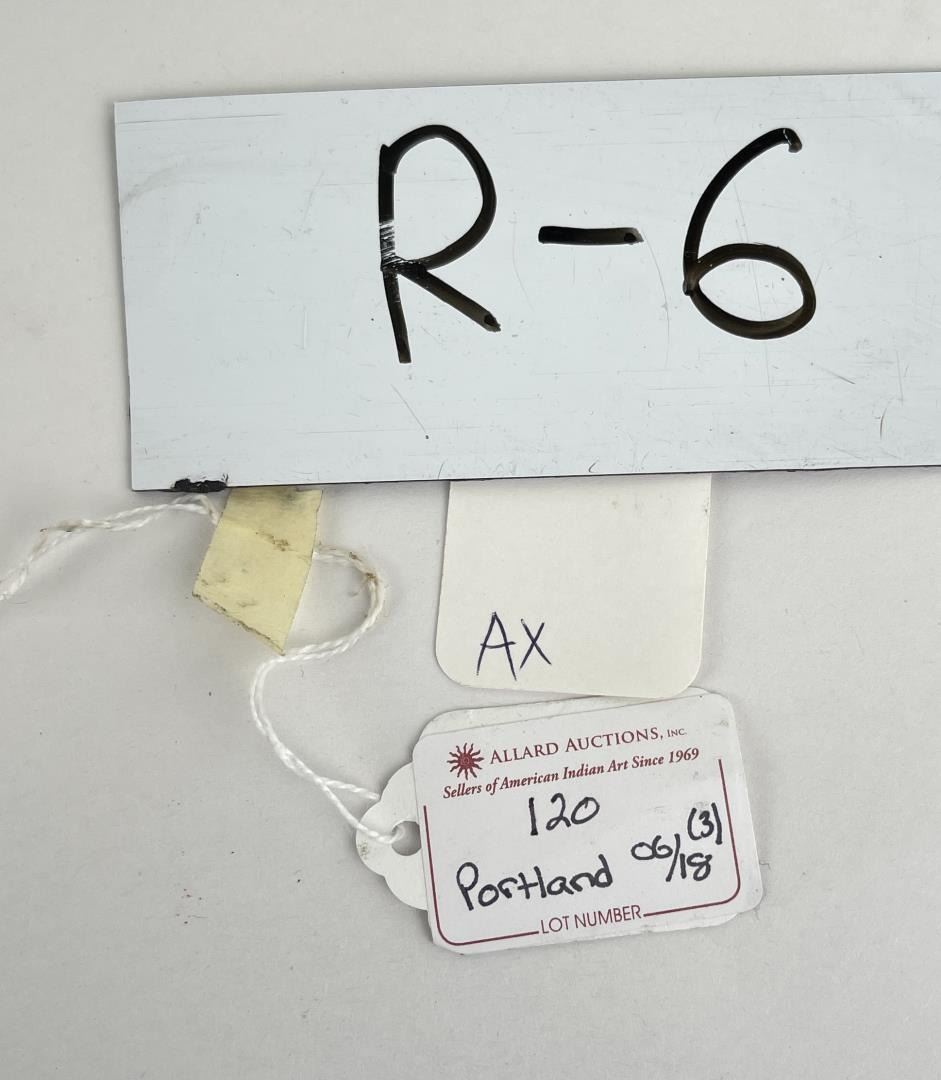 R-6
AX
ALLARD AUCTIONS, INC.
Sellers of American Indian Art Since 1969
120
(3)
Portland 06/18
LOT NUMBER